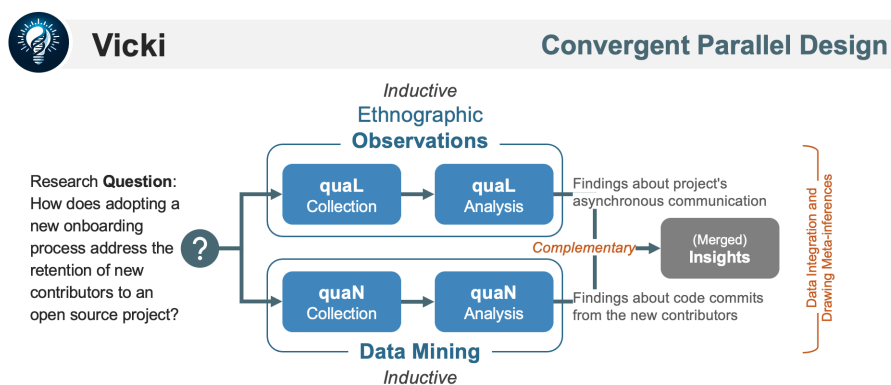 Vicki
Convergent Parallel Design
Inductive
Ethnographic
Observations
quaL
Collection
quaL
Analysis
Findings about project's
asynchronous communication
Research Question:
How does adopting a
new onboarding
process address the
retention of new
contributors to an
open source project?
?
Complementary
(Merged)
Insights
Data Integration and
Drawing Meta-inferences
quaN
Collection
quaN
Analysis
Findings about code commits
from the new contributors
Data Mining
Inductive